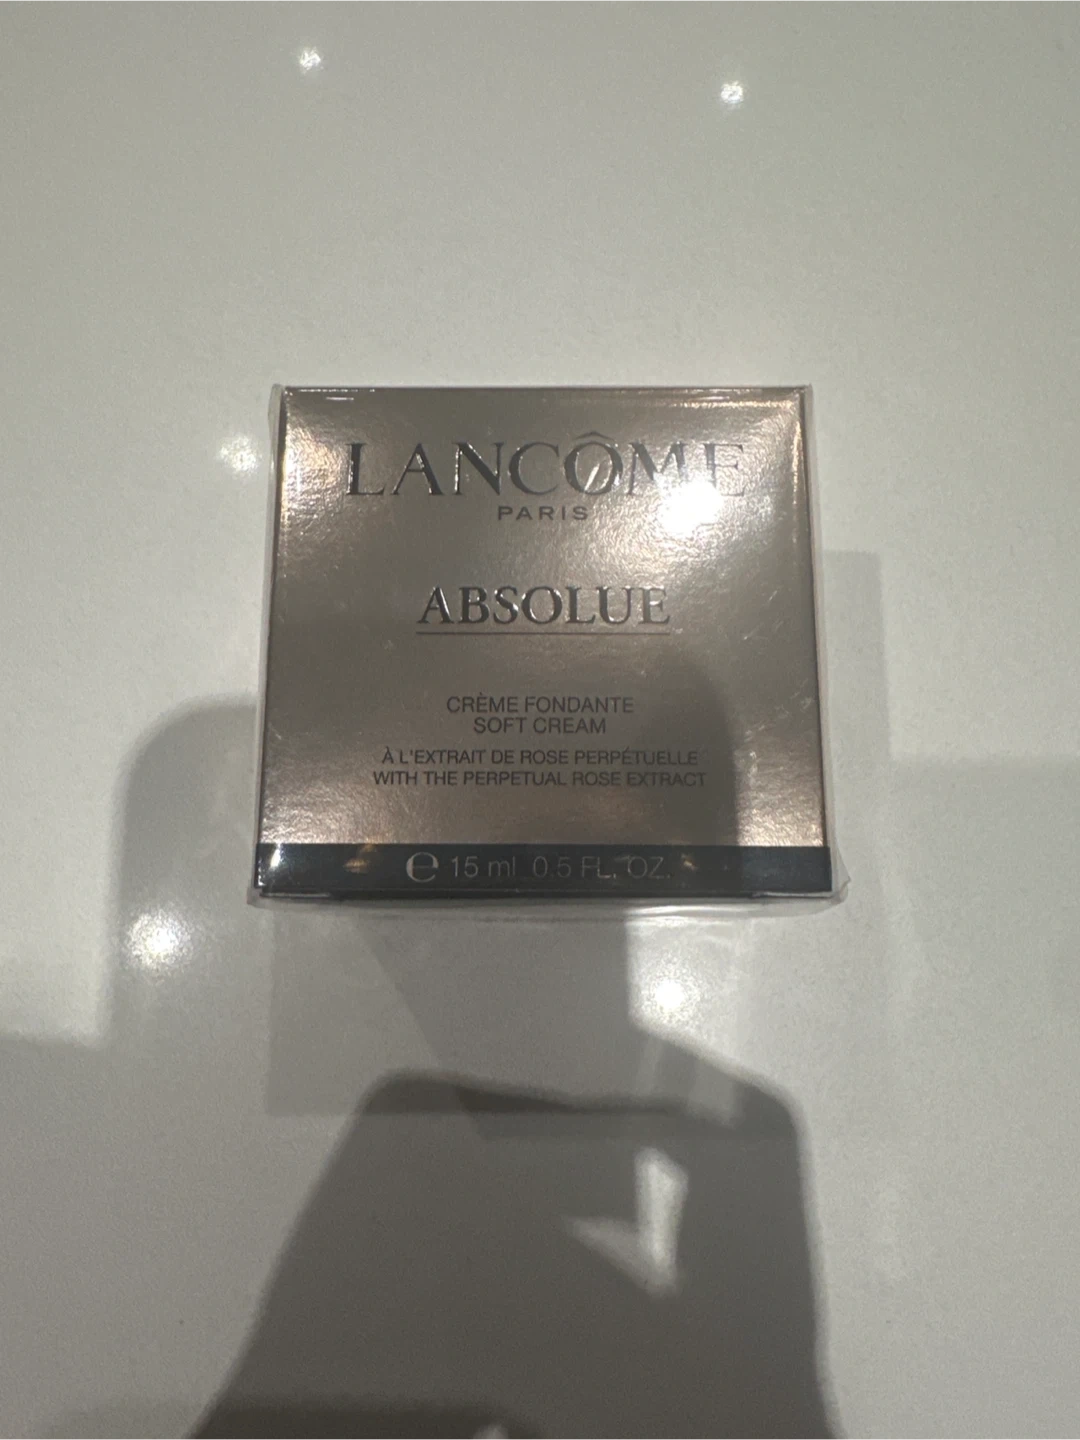 LANCÔME
PARIS
ABSOLUE
CRÈME FONDANTE
SOFT CREAM
À L'EXTRAIT DE ROSE PERPÉTUELLE
WITH THE PERPETUAL ROSE EXTRACT
℮ 15 ml 0.5 FL. OZ.